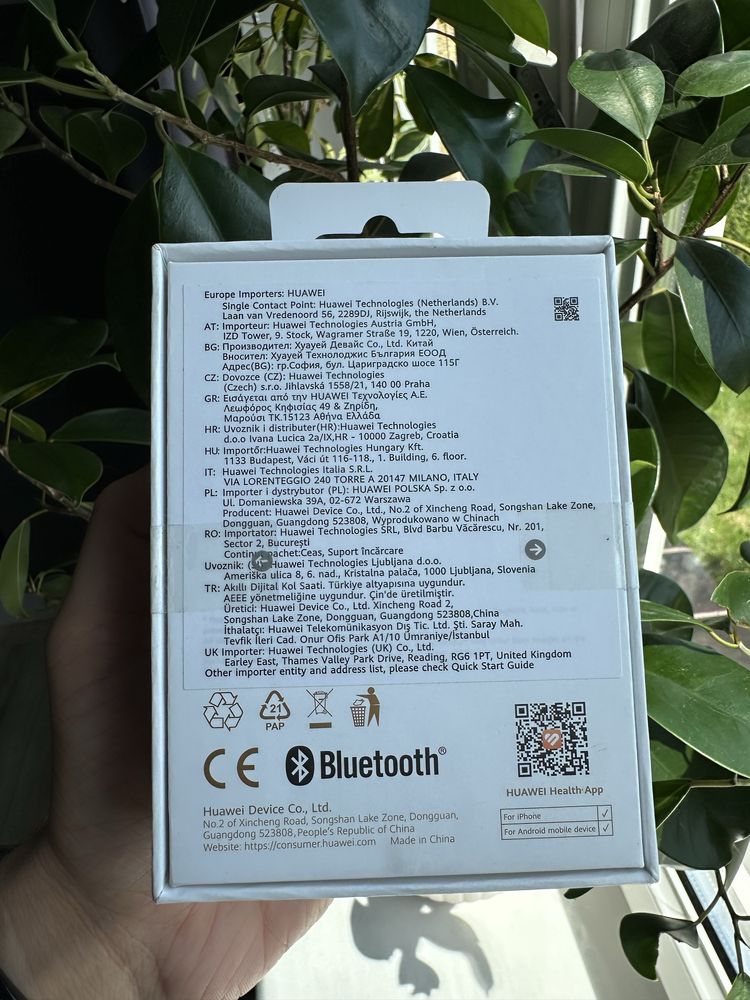 Europe Importers: HUAWEI
Single Contact Point: Huawei Technologies (Netherlands) B.V.
Laan van Vredenoord 56, 2289DJ, Rijswijk, the Netherlands
AT: Importeur: Huawei Technologies Austria GmbH,
IZD Tower, 9. Stock, Wagramer Straße 19, 1220, Wien, Österreich.
BG: Производител: Хуауей Девайс Co., Ltd. Китай
Вносител: Хуауей Технолоджис България ЕООД
Адрес(BG): гр.София, бул. Цариградско шосе 115Г
CZ: Dovozce (CZ): Huawei Technologies
(Czech) s.r.o. Jihlavská 1558/21, 140 00 Praha
GR: Εισάγεται από την HUAWEI Τεχνολογίες Α.Ε.
Λεωφόρος Κηφισίας 49 & Ζηρίδη,
Μαρούσι ΤΚ.15123 Αθήνα Ελλάδα
HR: Uvoznik i distributer(HR):Huawei Technologies
d.o.o Ivana Lucica 2a/IX,HR - 10000 Zagreb, Croatia
HU: Importőr:Huawei Technologies Hungary Kft.
1133 Budapest, Váci út 116-118., 1. Building, 6. floor.
IT: Huawei Technologies Italia S.R.L.
VIA LORENTEGGIO 240 TORRE A 20147 MILANO, ITALY
PL: Importer i dystrybutor (PL): HUAWEI POLSKA Sp. z o.o.
Ul. Domaniewska 39A, 02-672 Warszawa
Producent: Huawei Device Co., Ltd., No.2 of Xincheng Road, Songshan Lake Zone,
Dongguan, Guangdong 523808, Wyprodukowano w Chinach
RO: Importator: Huawei Technologies SRL, Blvd Barbu Văcărescu, Nr. 201,
Sector 2, București
pachet:Ceas, Suport încărcare
Uvoznik: Huawei Technologies Ljubljana d.o.o.
Ameriška ulica 8, 6. nad., Kristalna palača, 1000 Ljubljana, Slovenia
TR: Akıllı Dijital Kol Saati. Türkiye altyapısına uygundur.
AEEE yönetmeliğine uygundur. Çin'de üretilmiştir.
Üretici: Huawei Device Co., Ltd. Xincheng Road 2,
Songshan Lake Zone, Dongguan, Guangdong 523808,China
İthalatçı: Huawei Telekomünikasyon Dış Tic. Ltd. Şti. Saray Mah.
Tevfik İleri Cad. Onur Ofis Park A1/10 Ümraniye/İstanbul
UK Importer: Huawei Technologies (UK) Co., Ltd.
Earley East, Thames Valley Park Drive, Reading, RG6 1PT, United Kingdom
Other importer entity and address list, please check Quick Start Guide
21
PAP
CE Bluetooth®
HUAWEI Health App
For iPhone ✓
For Android mobile device ✓
Huawei Device Co., Ltd.
No.2 of Xincheng Road, Songshan Lake Zone, Dongguan,
Guangdong 523808,People's Republic of China
Website: https://consumer.huawei.com Made in China